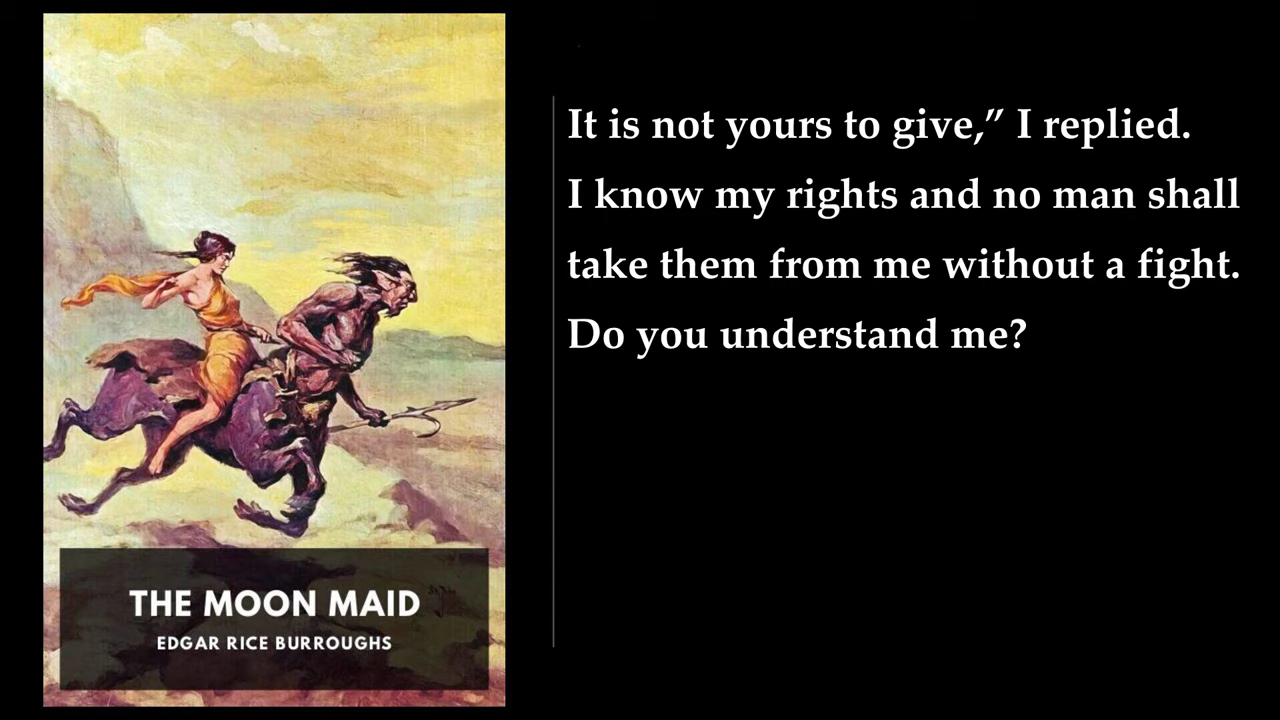 It is not yours to give,” I replied.
I know my rights and no man shall
take them from me without a fight.
Do you understand me?
THE MOON MAID
EDGAR RICE BURROUGHS